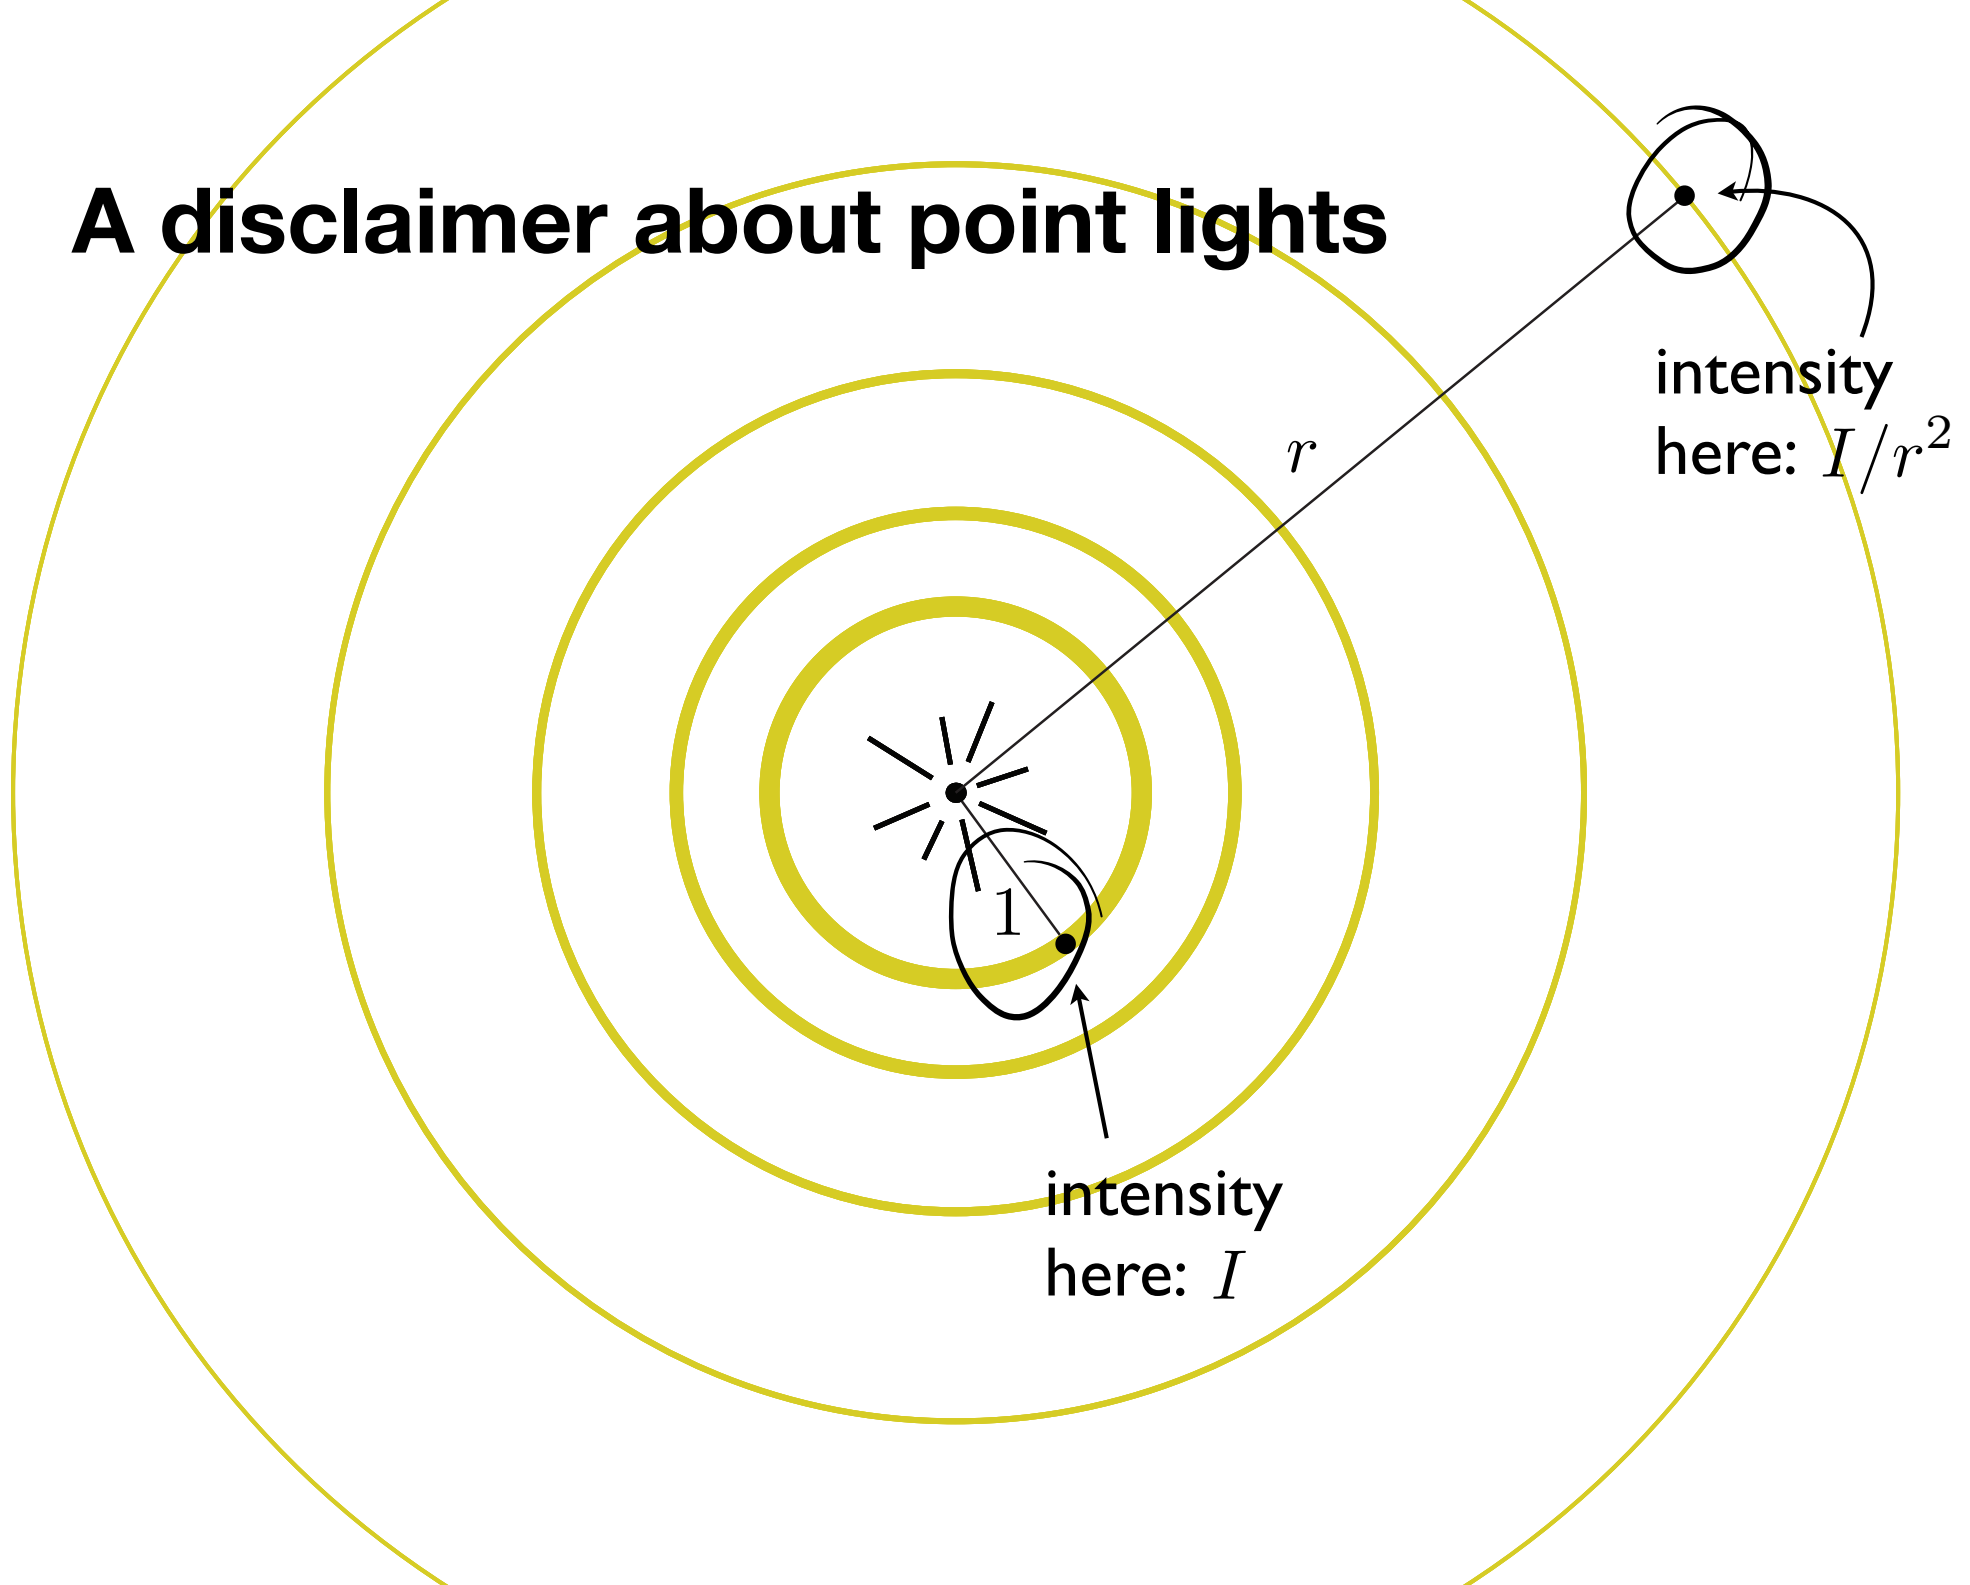 A disclaimer about point lights
intensity
here: I/r²
r
1
intensity
here: I